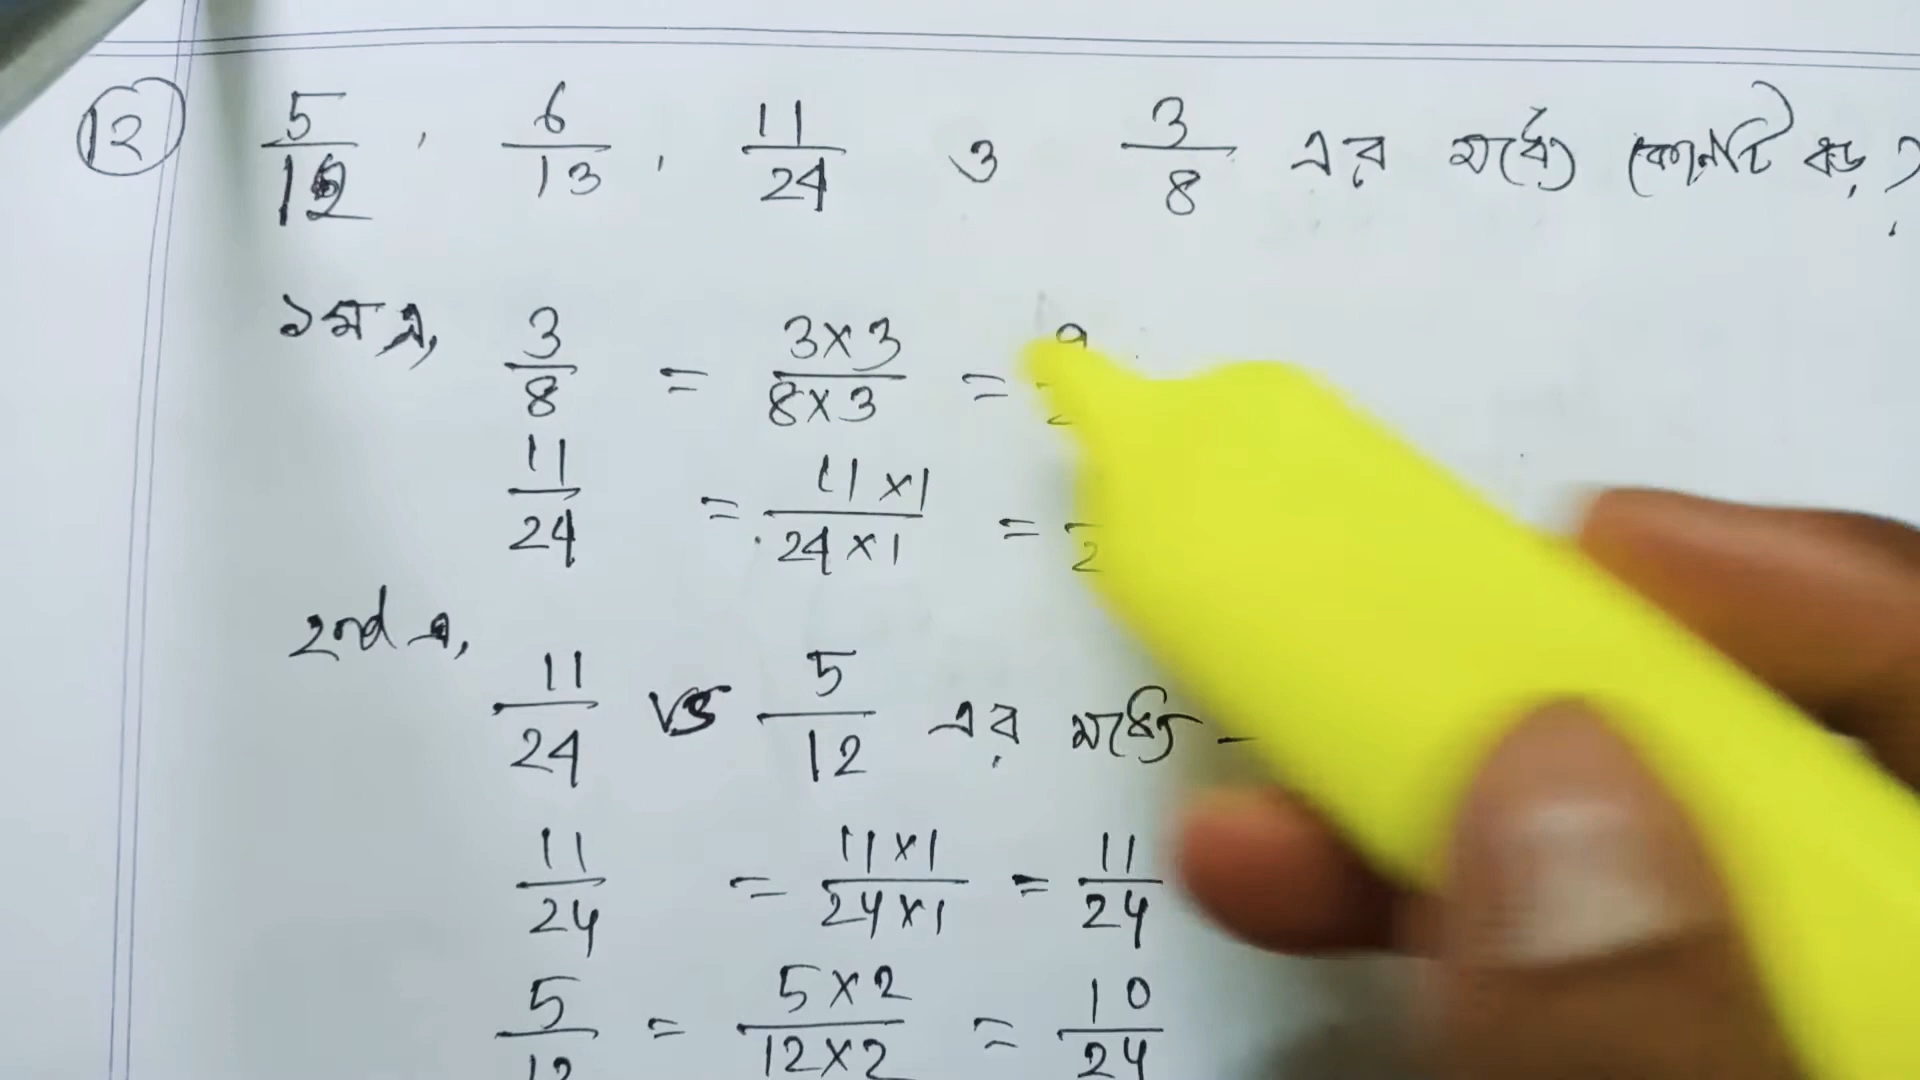 12 5/12, 6/13, 11/24 ও 3/8 এর মধ্যে কোনটি বড়?
১ম এ, 3/8 = 3×3/8×3 =
11/24 = 11×1/24×1 =
2nd এ,
11/24 vs 5/12 এর মধ্যে –
11/24 = 11×1/24×1 = 11/24
5/12 = 5×2/12×2 = 10/24